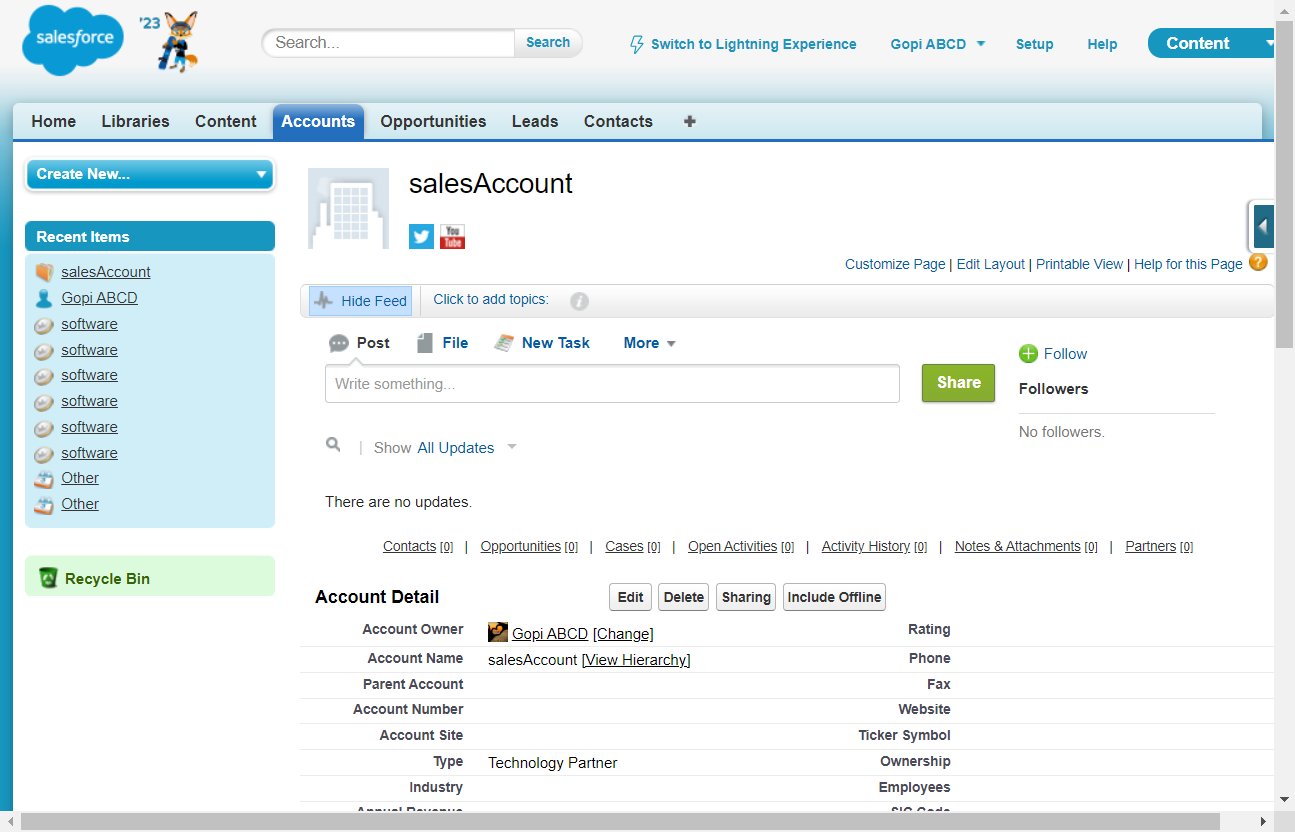 salesforce
'23
Search...
Search
Switch to Lightning Experience
Gopi ABCD
Setup
Help
Content
Home
Libraries
Content
Accounts
Opportunities
Leads
Contacts
+
Create New...
Recent Items
salesAccount
Gopi ABCD
software
software
software
software
software
software
Other
Other
Recycle Bin
salesAccount
You Tube
Customize Page | Edit Layout | Printable View | Help for this Page ?
Hide Feed
Click to add topics:
i
Post
File
New Task
More
Write something...
Share
Follow
Followers
No followers.
| Show All Updates
There are no updates.
Contacts [0] | Opportunities [0] | Cases [0] | Open Activities [0] | Activity History [0] | Notes & Attachments [0] | Partners [0]
Account Detail
Edit
Delete
Sharing
Include Offline
Account Owner Gopi ABCD [Change] Rating
Account Name salesAccount [View Hierarchy] Phone
Parent Account Fax
Account Number Website
Account Site Ticker Symbol
Type Technology Partner Ownership
Industry Employees
Annual Revenue SIC Code